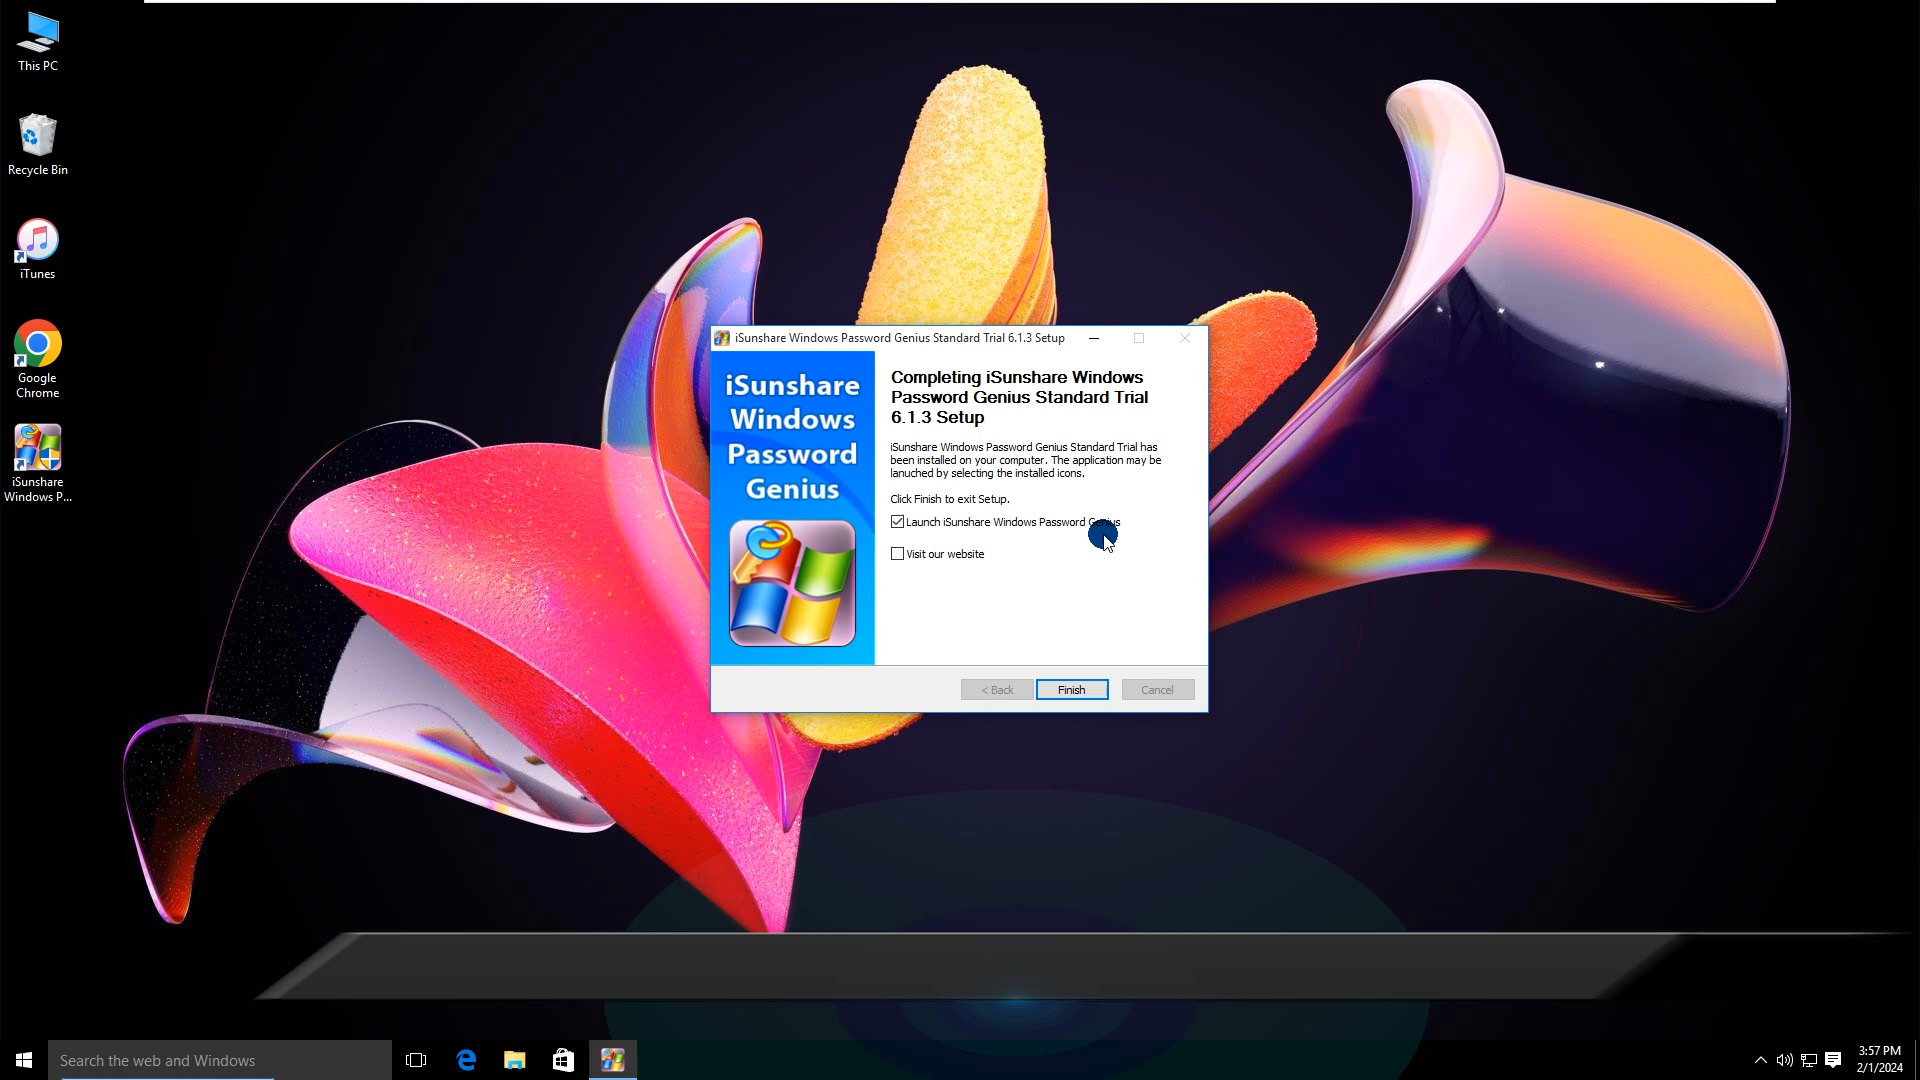 This PC
Recycle Bin
iTunes
Google
Chrome
iSunshare
Windows P...
iSunshare Windows Password Genius Standard Trial 6.1.3 Setup
iSunshare
Windows
Password
Genius
Completing iSunshare Windows
Password Genius Standard Trial
6.1.3 Setup
iSunshare Windows Password Genius Standard Trial has
been installed on your computer. The application may be
lanuched by selecting the installed icons.
Click Finish to exit Setup.
Launch iSunshare Windows Password Genius
Visit our website
< Back
Finish
Cancel
Search the web and Windows
3:57 PM
2/1/2024